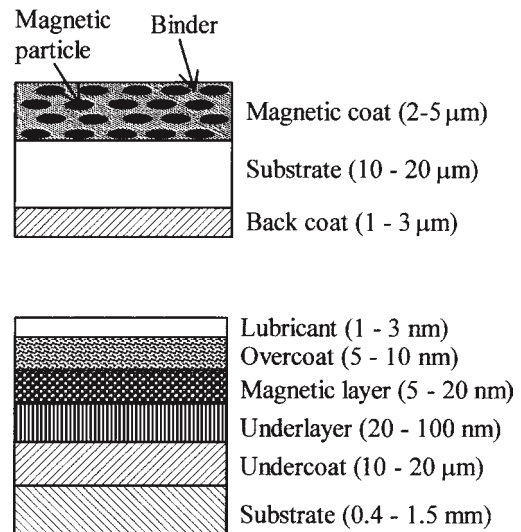 Magnetic
particle
Binder
Magnetic coat (2-5 μm)
Substrate (10 - 20 μm)
Back coat (1 - 3 μm)
Lubricant (1 - 3 nm)
Overcoat (5 - 10 nm)
Magnetic layer (5 - 20 nm)
Underlayer (20 - 100 nm)
Undercoat (10 - 20 μm)
Substrate (0.4 - 1.5 mm)